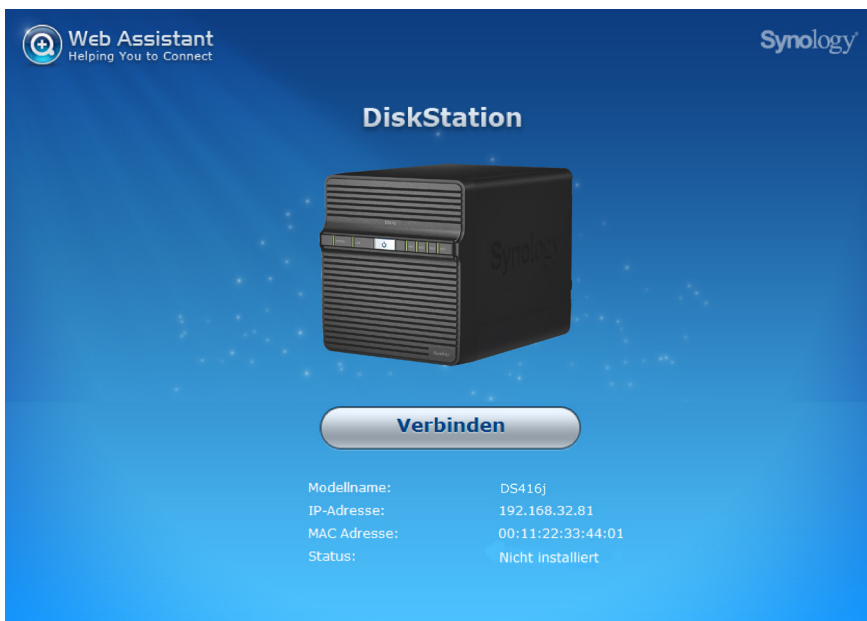 Web Assistant
Helping You to Connect
Synology
DiskStation
Synology
Verbinden
Modellname: DS416j
IP-Adresse: 192.168.32.81
MAC Adresse: 00:11:22:33:44:01
Status: Nicht installiert